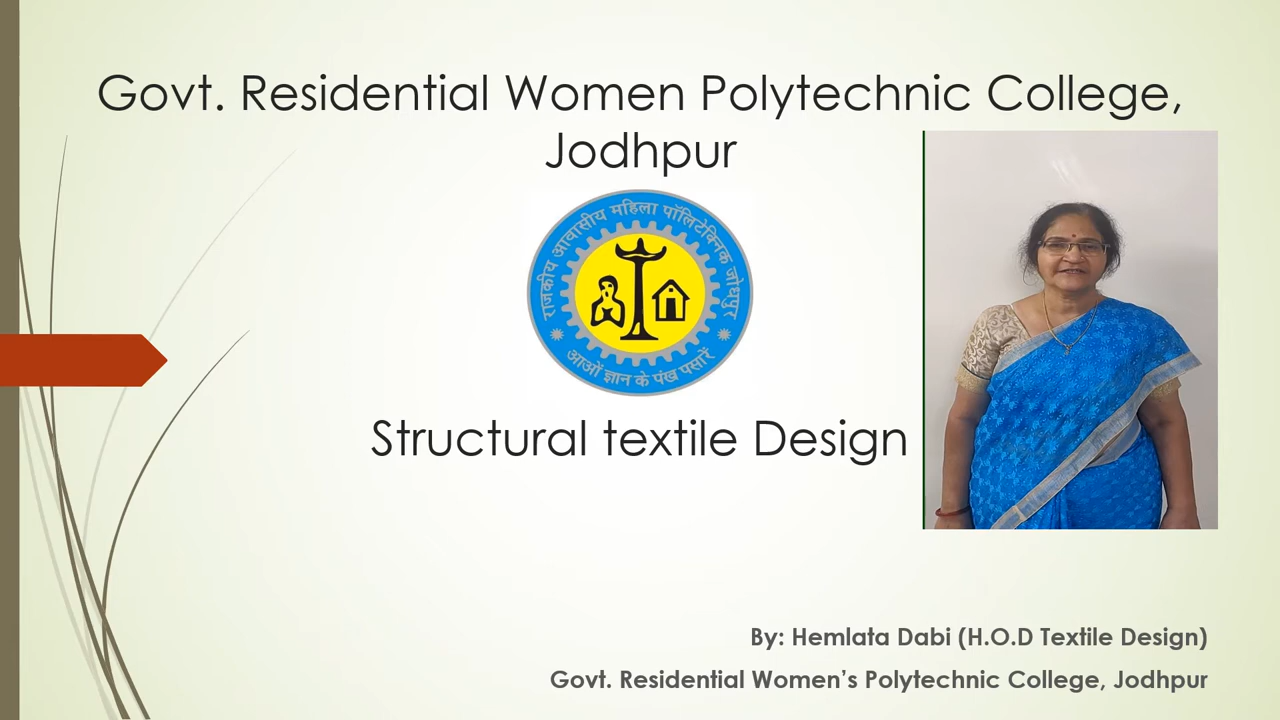 Govt. Residential Women Polytechnic College,
Jodhpur
राजकीय आवासीय महिला पॉलिटेक्निक जोधपुर
आओं ज्ञान के पंख पसारें
Structural textile Design
By: Hemlata Dabi (H.O.D Textile Design)
Govt. Residential Women’s Polytechnic College, Jodhpur